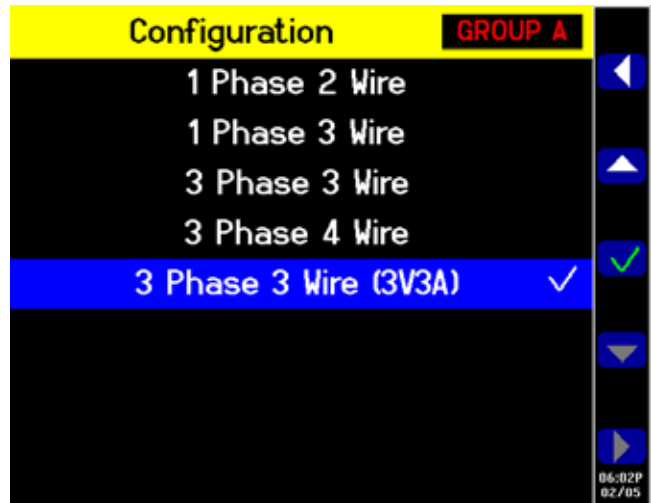 Configuration GROUP A
1 Phase 2 Wire
1 Phase 3 Wire
3 Phase 3 Wire
3 Phase 4 Wire
3 Phase 3 Wire (3V3A)
06:02P
02/05